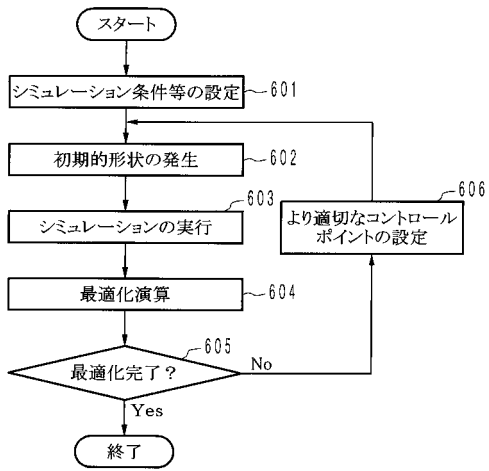 スタート
シミュレーション条件等の設定
601
初期的形状の発生
602
603
シミュレーションの実行
606
より適切なコントロール
ポイントの設定
最適化演算
604
605
最適化完了？
No
Yes
終了